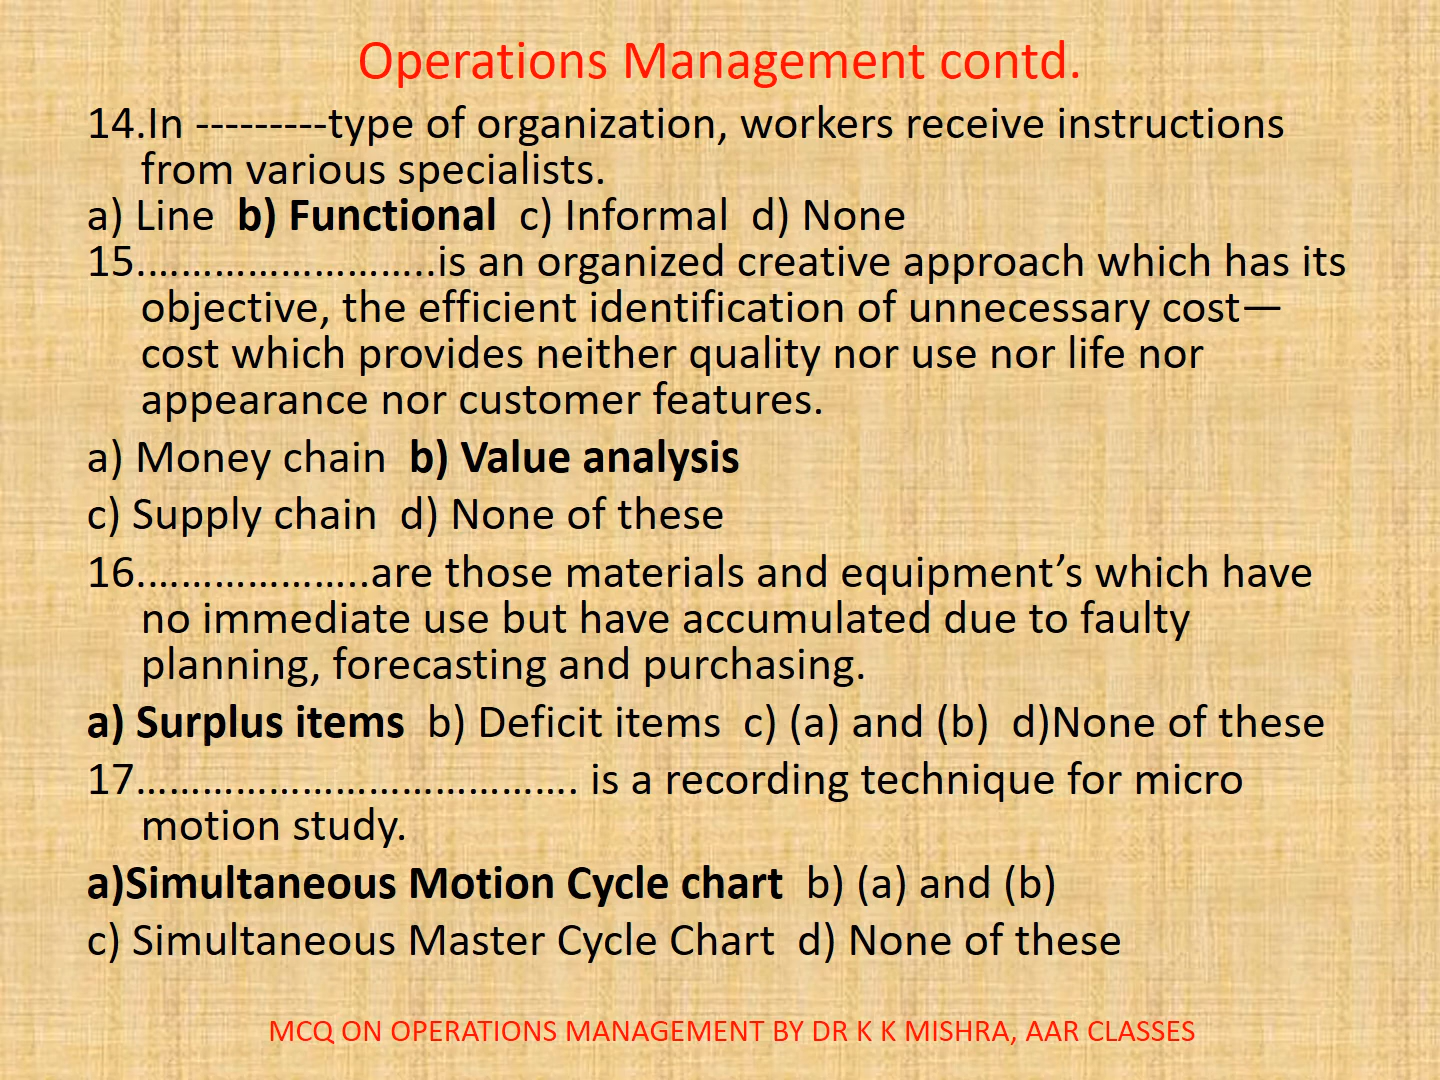 Operations Management contd.
14.In ---------type of organization, workers receive instructions
from various specialists.
a) Line  b) Functional  c) Informal  d) None
15.……………………..is an organized creative approach which has its
objective, the efficient identification of unnecessary cost—
cost which provides neither quality nor use nor life nor
appearance nor customer features.
a) Money chain  b) Value analysis
c) Supply chain  d) None of these
16.………………..are those materials and equipment’s which have
no immediate use but have accumulated due to faulty
planning, forecasting and purchasing.
a) Surplus items  b) Deficit items  c) (a) and (b)  d)None of these
17…………………………………. is a recording technique for micro
motion study.
a)Simultaneous Motion Cycle chart  b) (a) and (b)
c) Simultaneous Master Cycle Chart  d) None of these
MCQ ON OPERATIONS MANAGEMENT BY DR K K MISHRA, AAR CLASSES